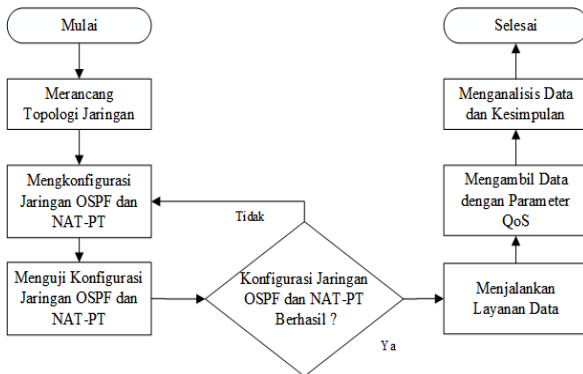 Mulai
Merancang
Topologi Jaringan
Mengkonfigurasi
Jaringan OSPF dan
NAT-PT
Menguji Konfigurasi
Jaringan OSPF dan
NAT-PT
Tidak
Konfigurasi Jaringan
OSPF dan NAT-PT
Berhasil ?
Ya
Menjalankan
Layanan Data
Mengambil Data
dengan Parameter
QoS
Menganalisis Data
dan Kesimpulan
Selesai